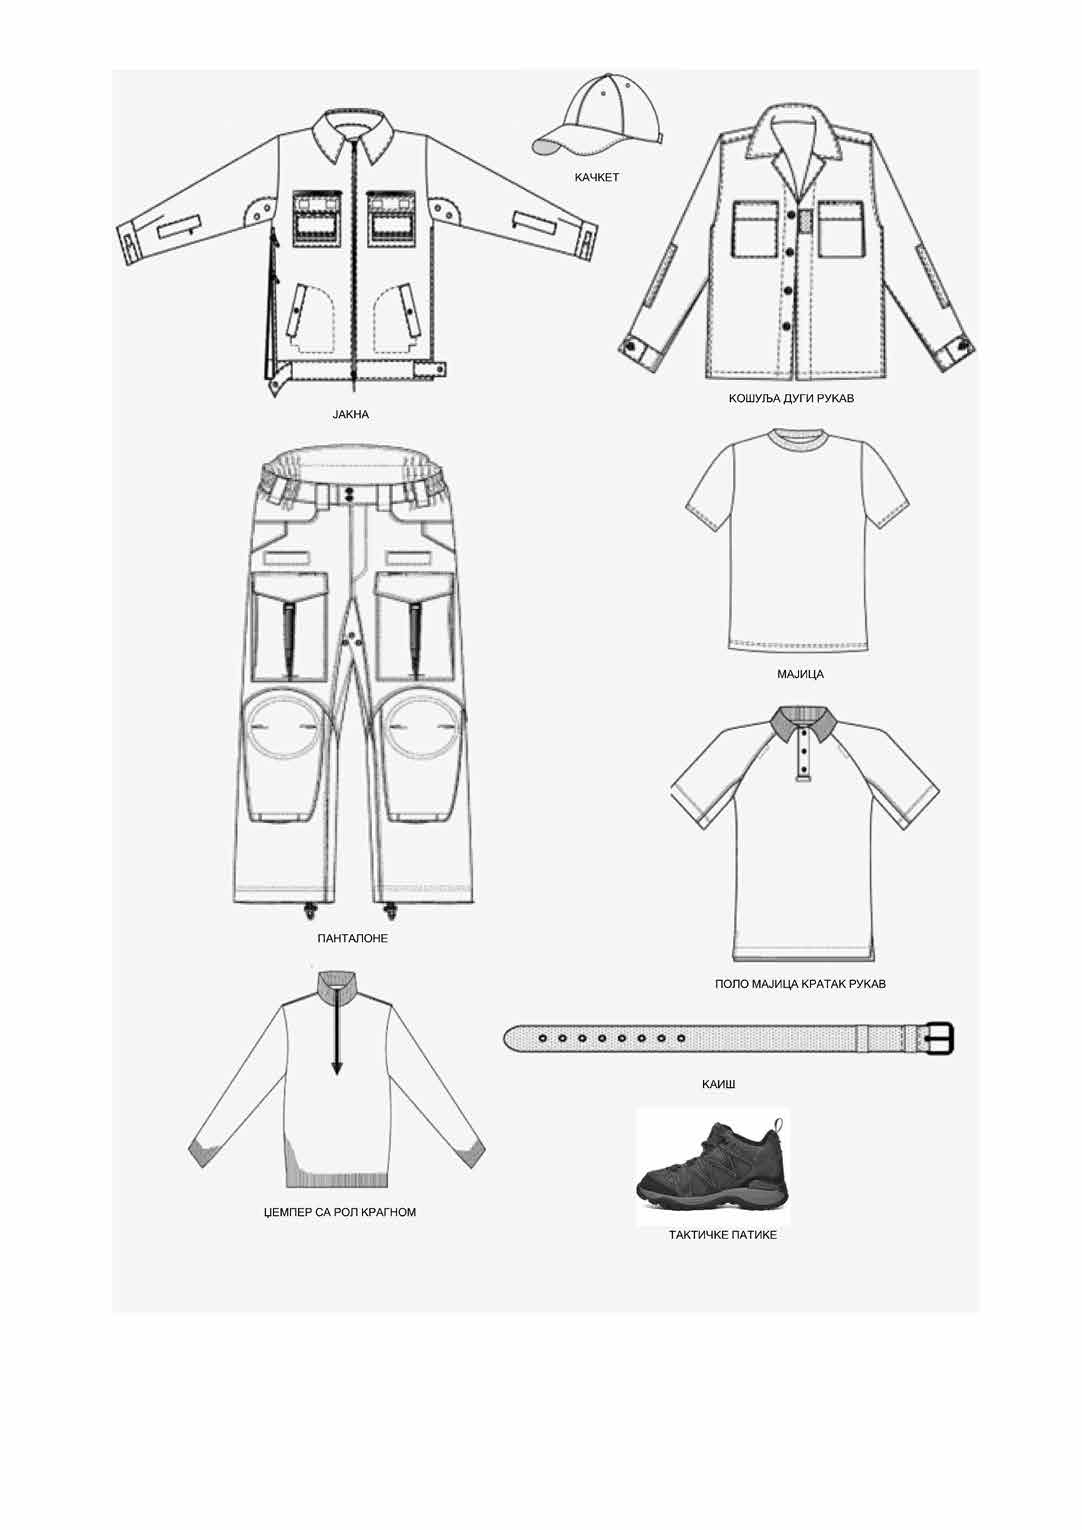 КАЧКЕТ
ЈАКНА
КОШУЉА ДУГИ РУКАВ
МАЈИЦА
ПАНТАЛОНЕ
ПОЛО МАЈИЦА КРАТАК РУКАВ
КАИШ
ЏЕМПЕР СА РОЛ КРАГНОМ
ТАКТИЧКЕ ПАТИКЕ